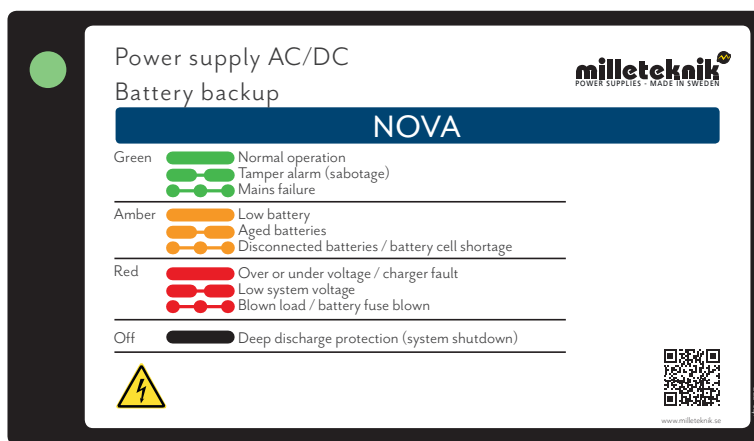 Power supply AC/DC
Battery backup
milleteknik
POWER SUPPLIES - MADE IN SWEDEN
NOVA
Green Normal operation
Tamper alarm (sabotage)
Mains failure
Amber Low battery
Aged batteries
Disconnected batteries / battery cell shortage
Red Over or under voltage / charger fault
Low system voltage
Blown load / battery fuse blown
Off Deep discharge protection (system shutdown)
www.milleteknik.se